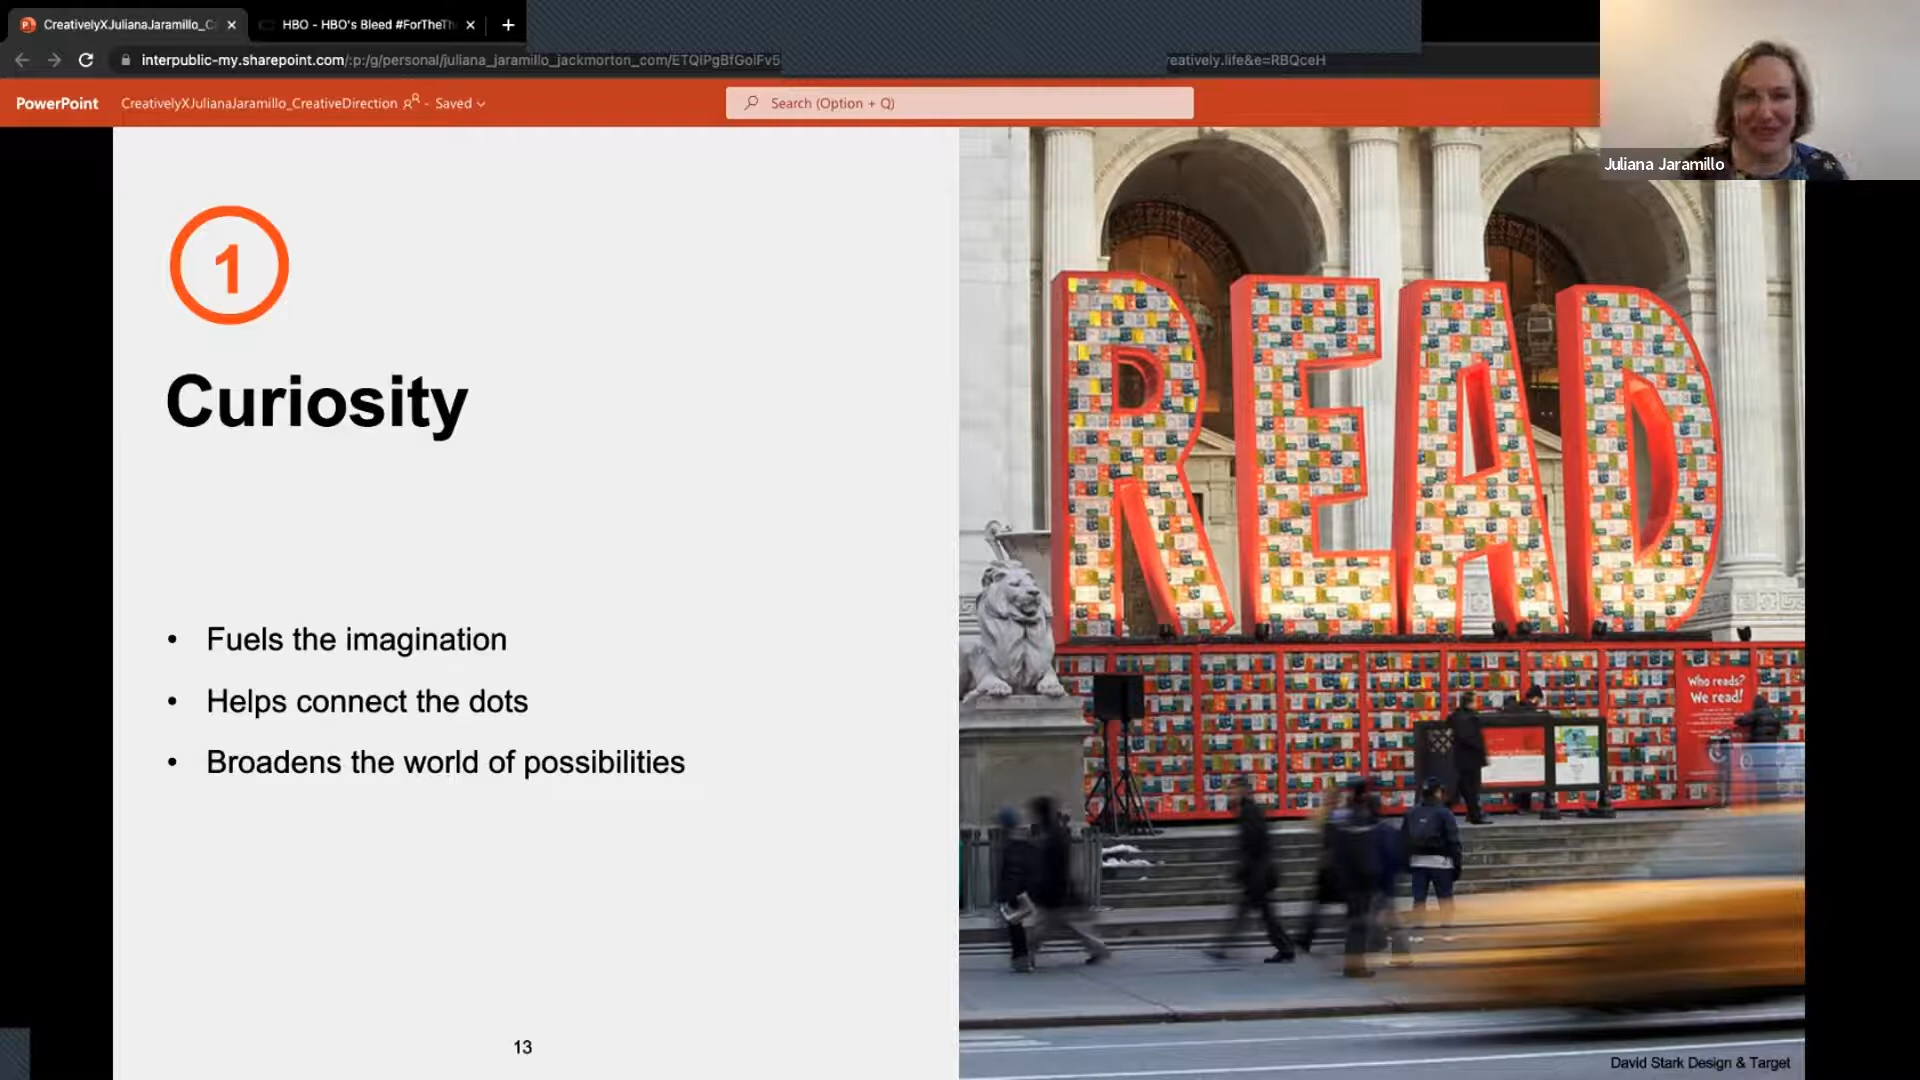 CreativelyXJulianaJaramillo_C
HBO - HBO's Bleed #ForTheTh
interpublic-my.sharepoint.com/:p:/g/personal/juliana_jaramillo_jackmorton_com/ETQIPgBfGoIFv5
reatively.life&e=RBQceH
PowerPoint
CreativelyXJulianaJaramillo_CreativeDirection
- Saved
Search (Option + Q)
Juliana Jaramillo
1
Curiosity
• Fuels the imagination
• Helps connect the dots
• Broadens the world of possibilities
13
READ
Who reads?
We read!
David Stark Design & Target